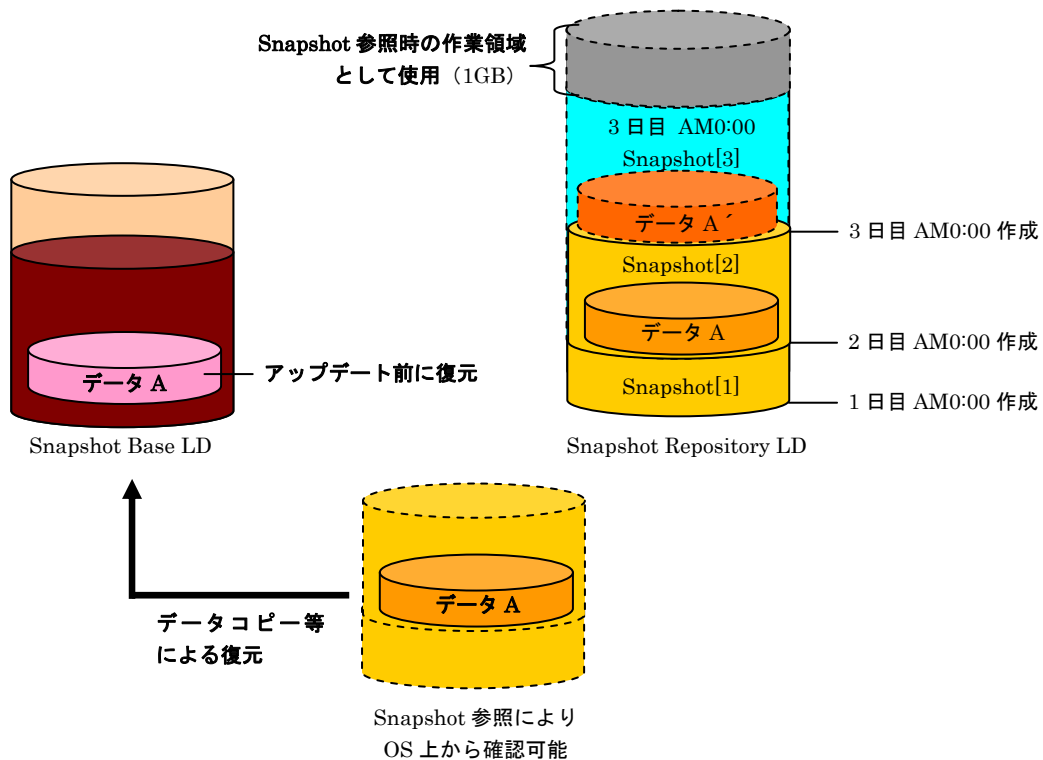 Snapshot 参照時の作業領域
として使用（1GB）
3 日目 AM0:00
Snapshot[3]
データ A´
3 日目 AM0:00 作成
Snapshot[2]
データ A
2 日目 AM0:00 作成
Snapshot[1]
1 日目 AM0:00 作成
データ A
アップデート前に復元
Snapshot Base LD
Snapshot Repository LD
データ A
データコピー等
による復元
Snapshot 参照により
OS 上から確認可能